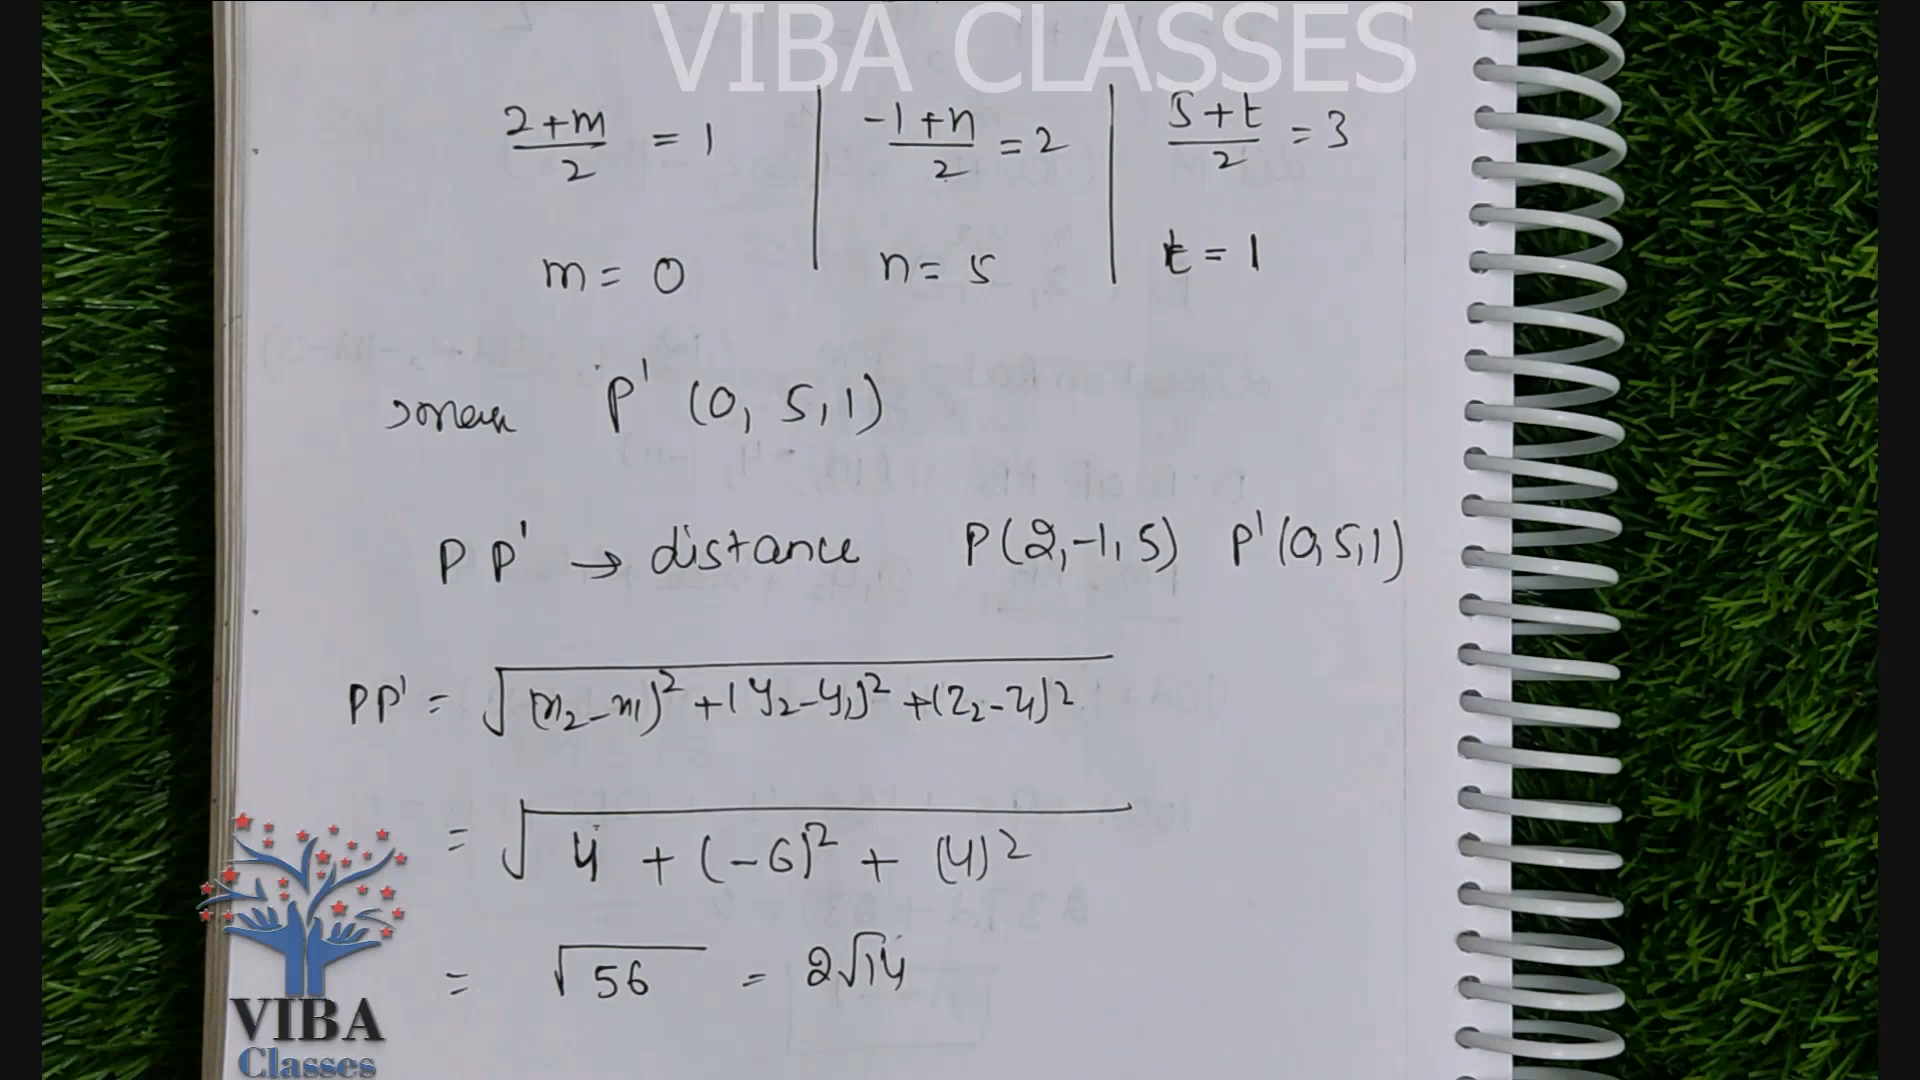 VIBA CLASSES
(2+m)/2 = 1 | (-1+n)/2 = 2 | (5+t)/2 = 3
m = 0 | n = 5 | t = 1
P' (0, 5, 1)
PP' → distance P(2,-1,5) P'(0,5,1)
PP' = √((x₂-x₁)² + (y₂-y₁)² + (z₂-z₁)²)
= √(4 + (-6)² + (4)²)
= √56 = 2√14
VIBA
Classes